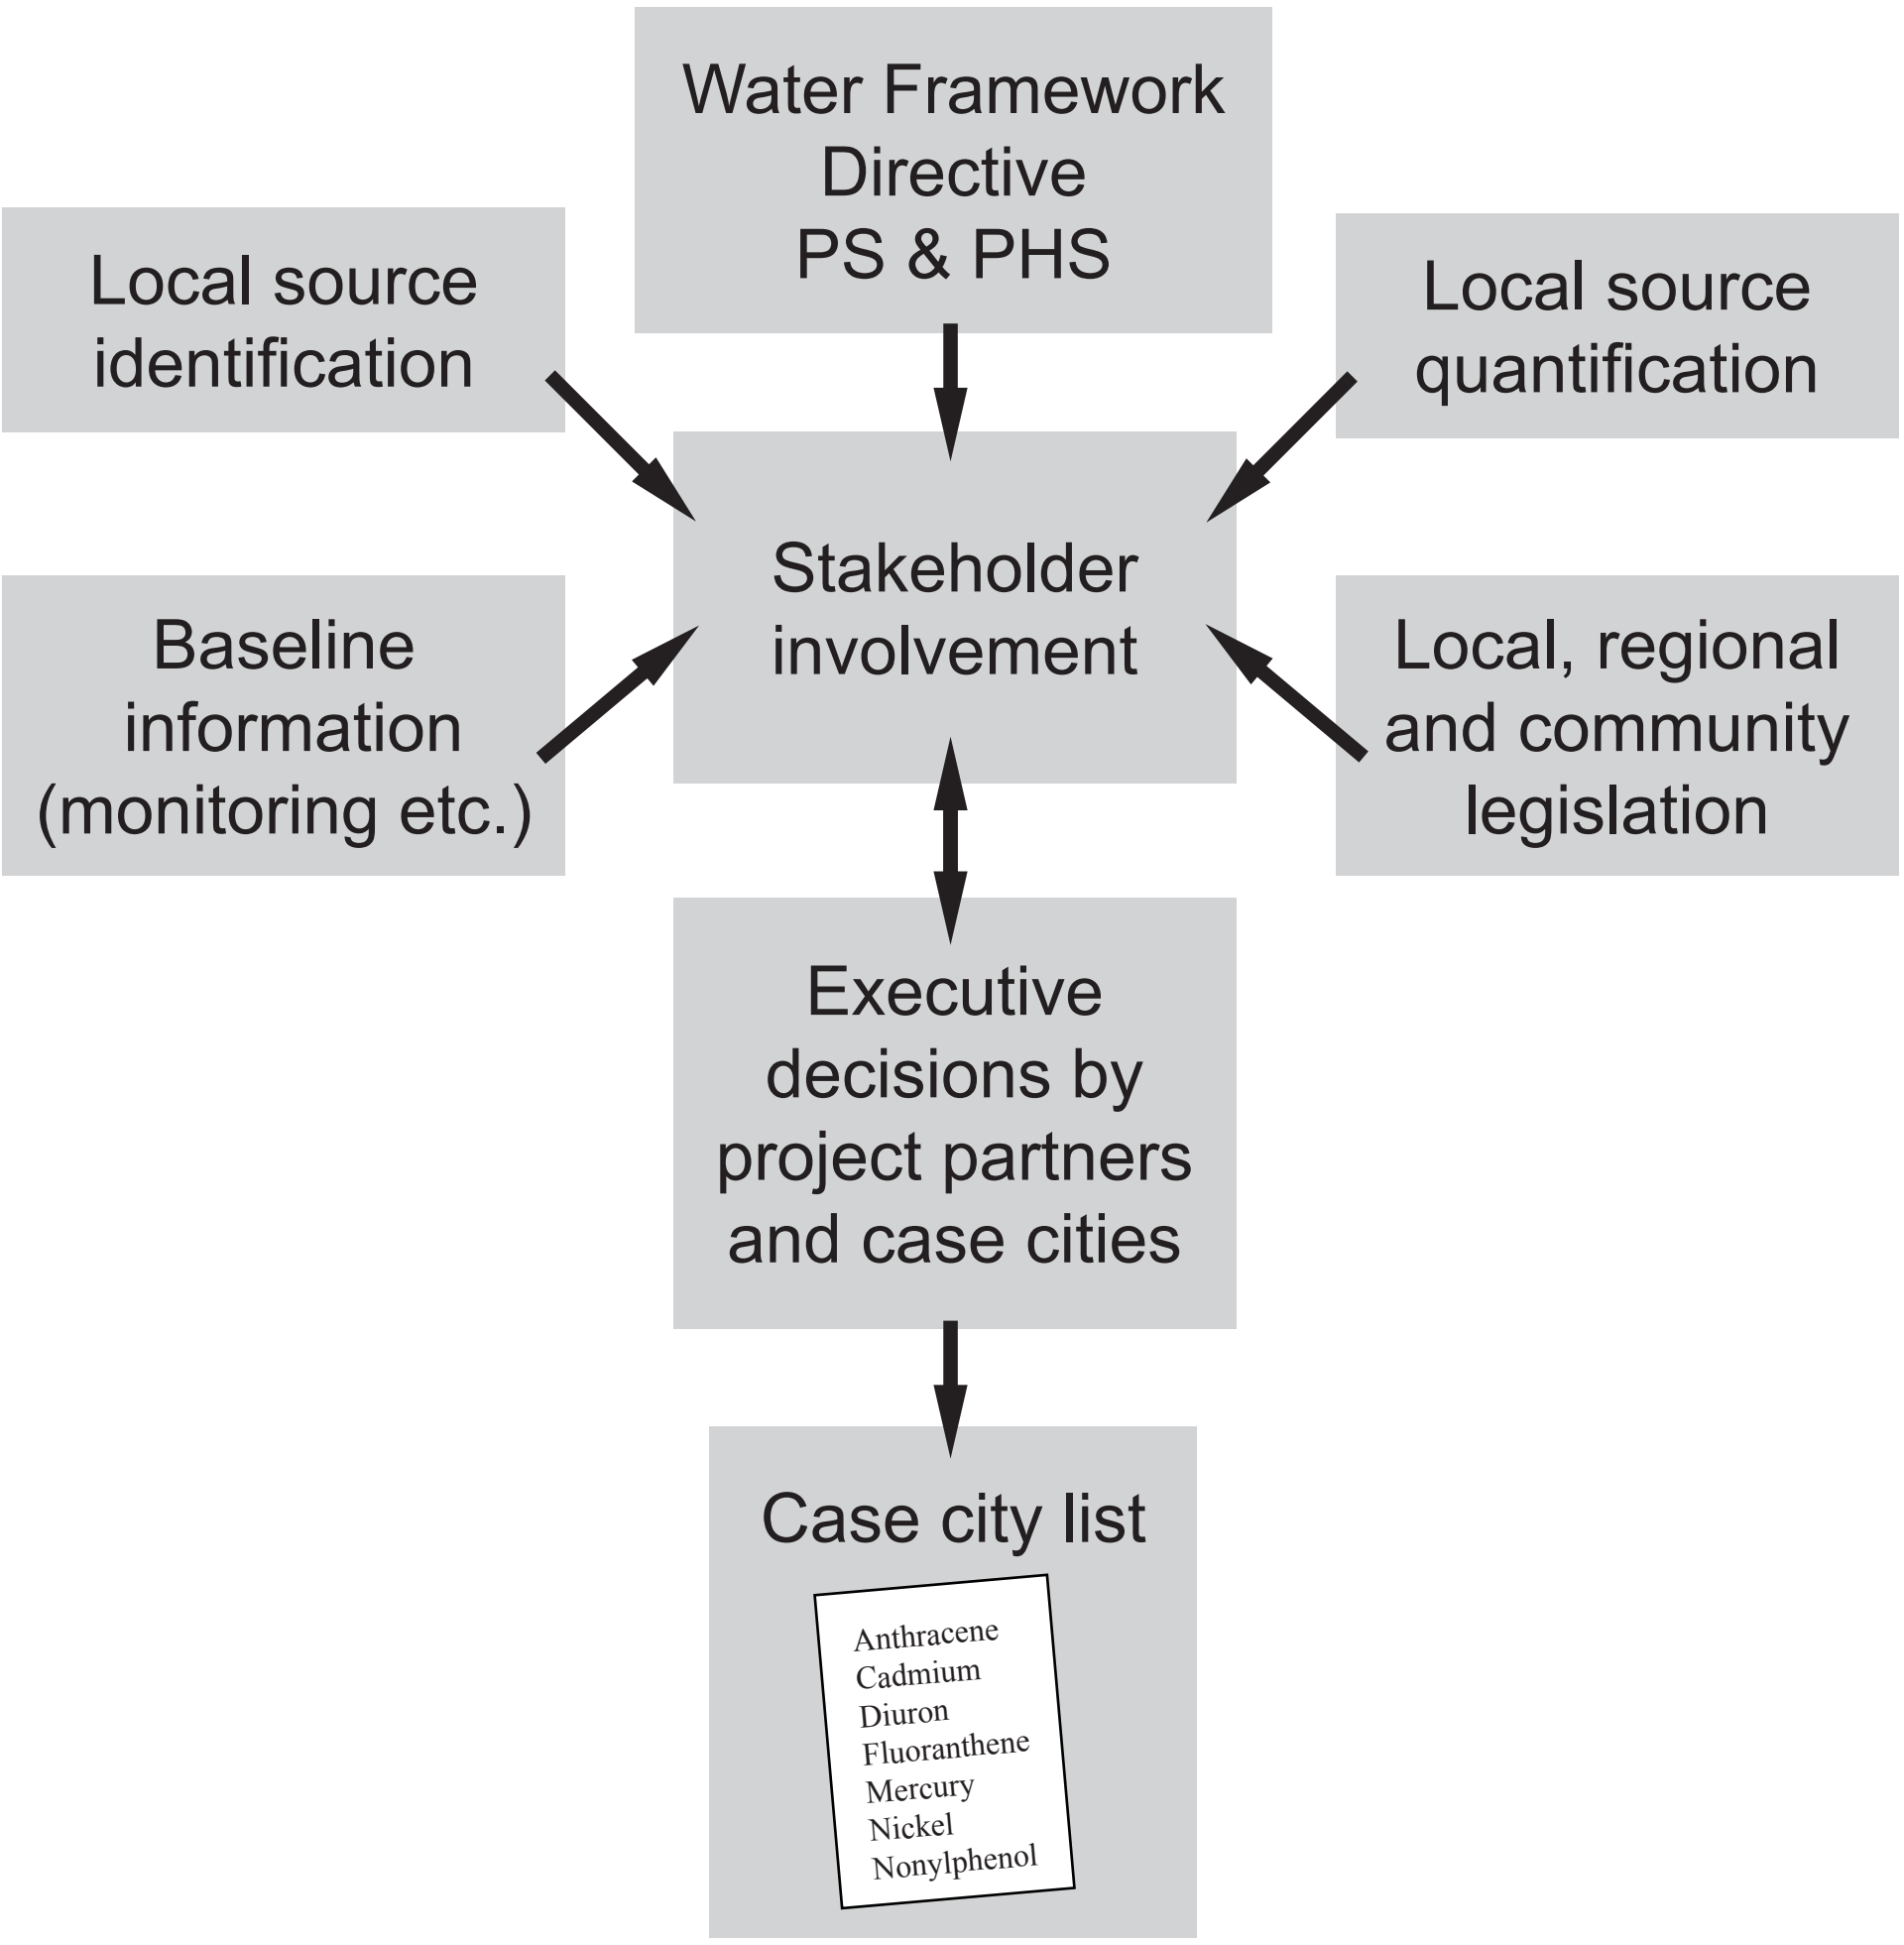 Water Framework
Directive
PS & PHS
Local source
identification
Local source
quantification
Stakeholder
involvement
Baseline
information
(monitoring etc.)
Local, regional
and community
legislation
Executive
decisions by
project partners
and case cities
Case city list
Anthracene
Cadmium
Diuron
Fluoranthene
Mercury
Nickel
Nonylphenol